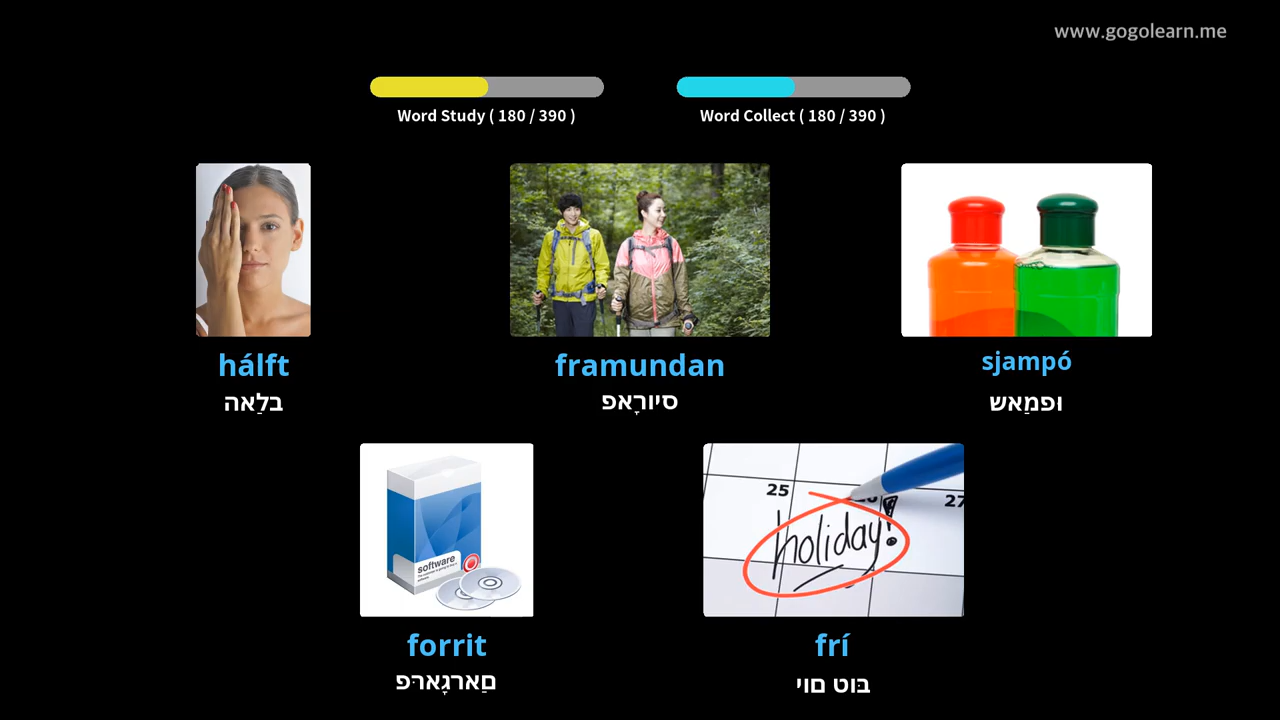 www.gogolearn.me
Word Study ( 180 / 390 )
Word Collect ( 180 / 390 )
hálft
בלַאה
framundan
סיורָאפ
sjampó
ופמַאש
software
forrit
םַארגָארּפ
25
27
holiday!
frí
בוט םוי